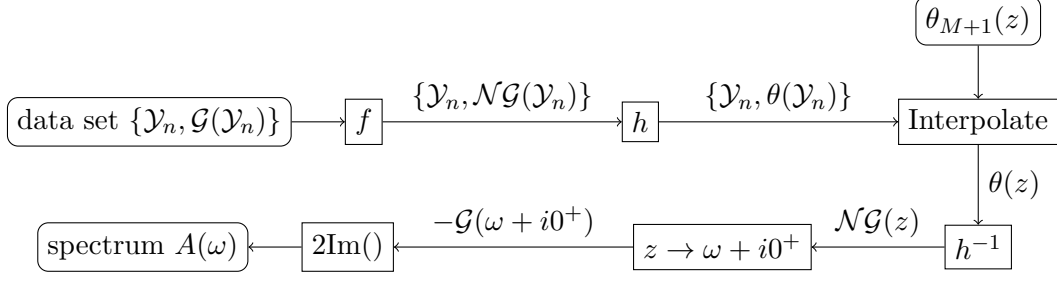 θ_{M+1}(z)
data set {𝒴_n, 𝒢(𝒴_n)}
f
{𝒴_n, 𝒩𝒢(𝒴_n)}
h
{𝒴_n, θ(𝒴_n)}
Interpolate
θ(z)
spectrum A(ω)
2Im()
−𝒢(ω + i0⁺)
z → ω + i0⁺
𝒩𝒢(z)
h⁻¹